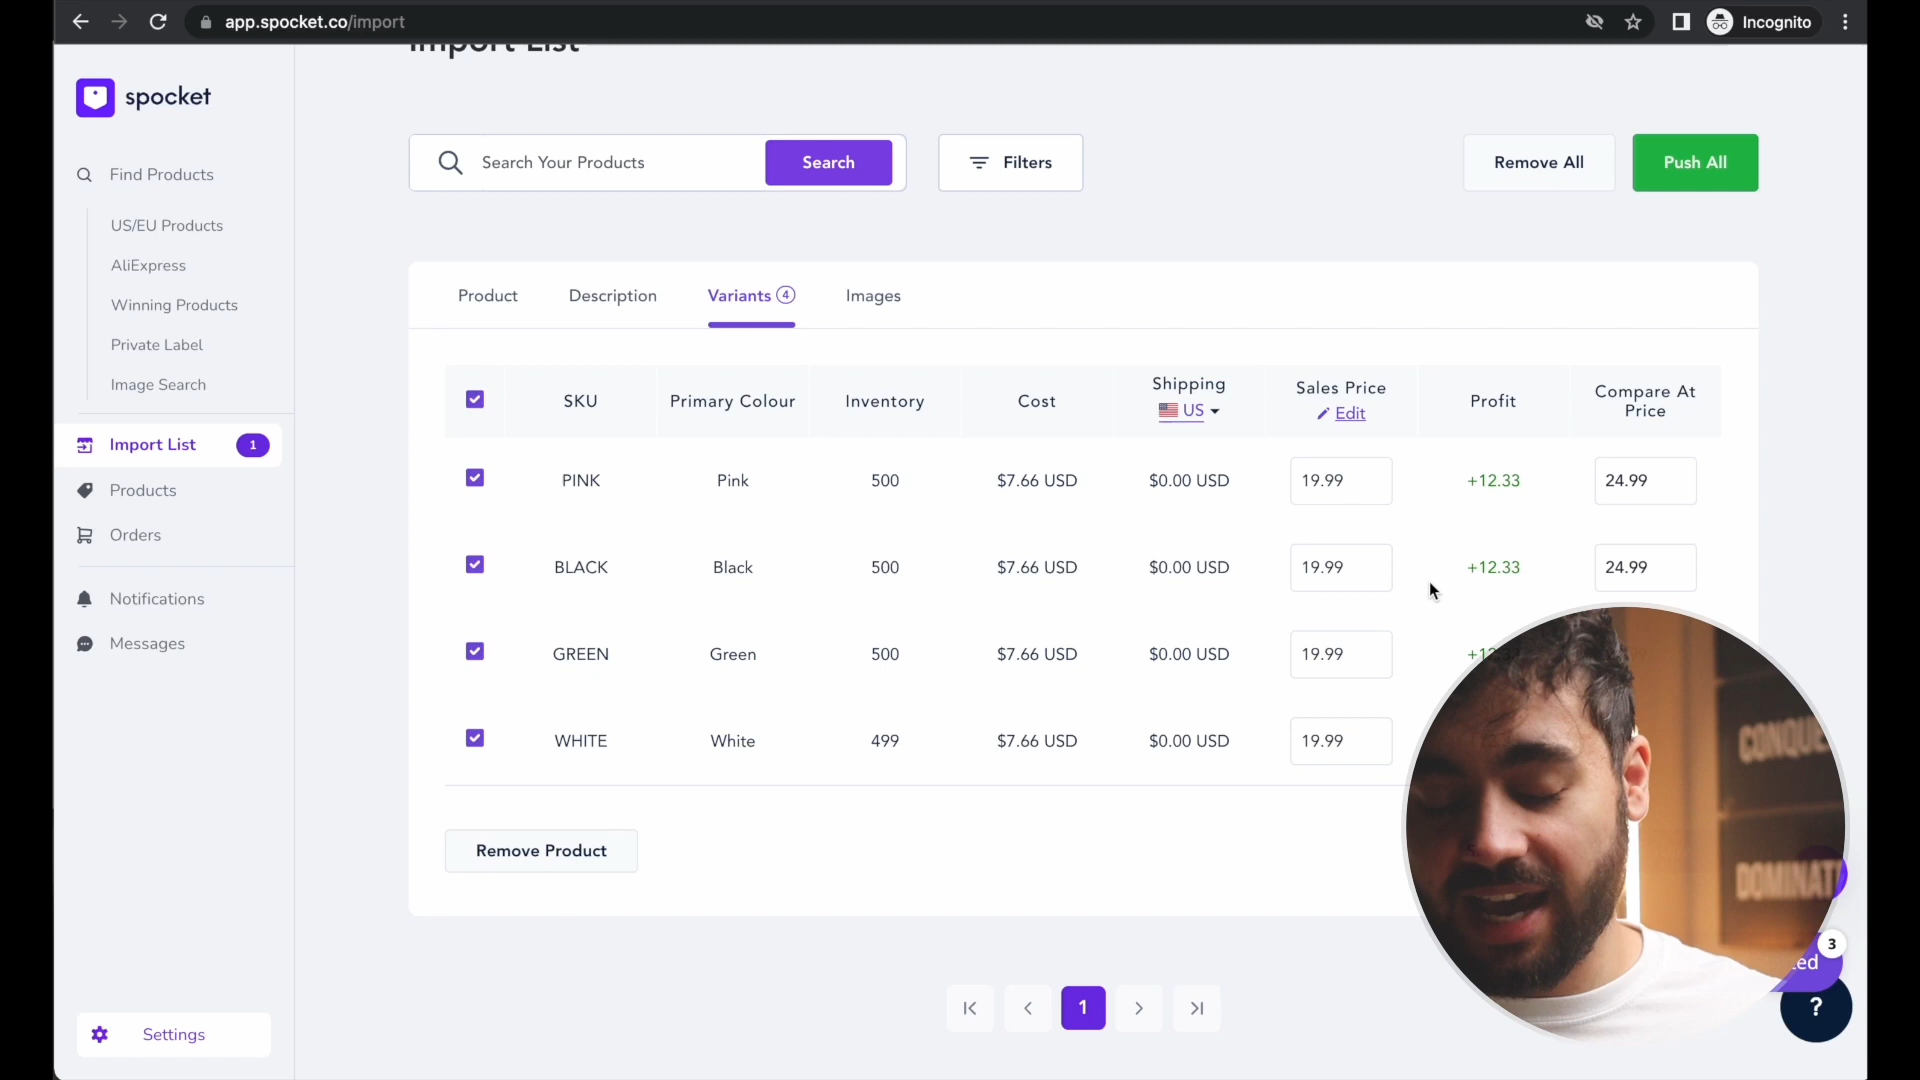 app.spocket.co/import
Incognito
Import List
spocket
Search Your Products
Search
Filters
Remove All
Push All
Find Products
US/EU Products
AliExpress
Winning Products
Private Label
Image Search
Import List
1
Products
Orders
Notifications
Messages
Settings
Product
Description
Variants 4
Images
SKU
Primary Colour
Inventory
Cost
Shipping
US
Sales Price
Edit
Profit
Compare At
Price
PINK Pink 500 $7.66 USD $0.00 USD 19.99 +12.33 24.99
BLACK Black 500 $7.66 USD $0.00 USD 19.99 +12.33 24.99
GREEN Green 500 $7.66 USD $0.00 USD 19.99
WHITE White 499 $7.66 USD $0.00 USD 19.99
Remove Product
1
3
?